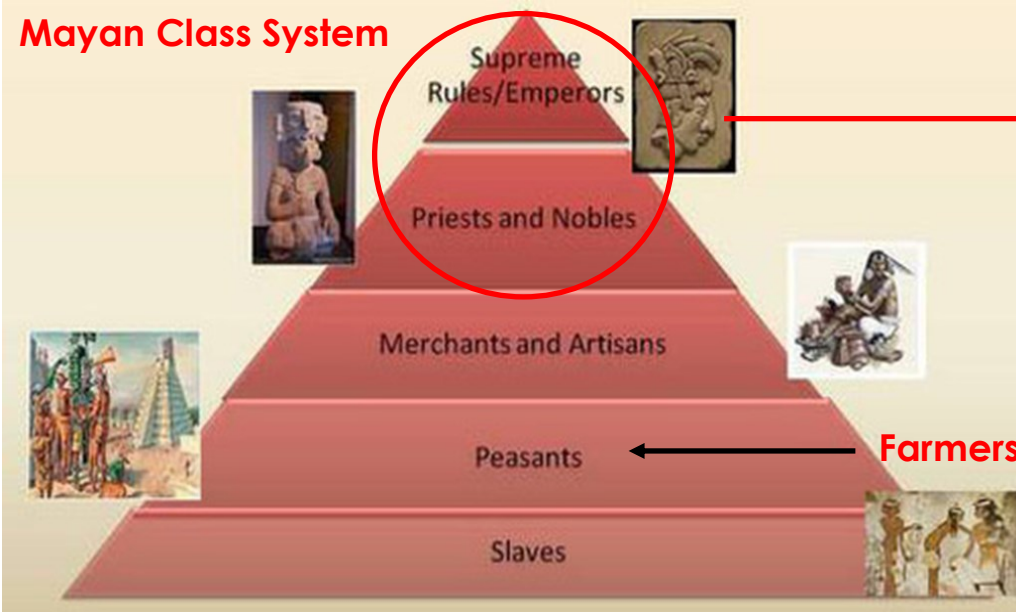 Mayan Class System
Supreme
Rules/Emperors
Priests and Nobles
Merchants and Artisans
Peasants
Farmers
Slaves